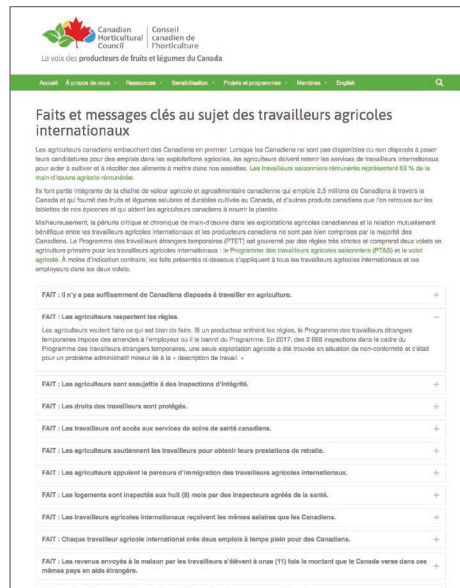 Canadian Horticultural Council
Conseil canadien de l'horticulture
La voix des producteurs de fruits et légumes du Canada
Accueil À propos de nous Ressources Sensibilisation Projets et programmes Membres English
Faits et messages clés au sujet des travailleurs agricoles
internationaux
Les agriculteurs canadiens embauchent des Canadiens en premier. Lorsque les Canadiens ne sont pas disponibles ou non disposés à poser
leurs candidatures pour des emplois dans les exploitations agricoles, les agriculteurs doivent retenir les services de travailleurs internationaux
pour aider à cultiver et à récolter des aliments à mettre dans nos assiettes. Les travailleurs saisonniers rémunérés représentent 53 % de la
main-d'œuvre agricole rémunérée.
Ils font partie intégrante de la chaîne de valeur agricole et agroalimentaire canadienne qui emploie 2,3 millions de Canadiens à travers le
Canada et qui fournit des fruits et légumes salubres et durables cultivés au Canada, et d'autres produits canadiens que l'on retrouve sur les
tablettes de nos épiceries et qui aident les agriculteurs canadiens à nourrir la planète.
Malheureusement, la pénurie critique et chronique de main-d'œuvre dans les exploitations agricoles canadiennes et la relation mutuellement
bénéfique entre les travailleurs agricoles internationaux et les producteurs canadiens ne sont pas bien comprises par la majorité des
Canadiens. Le Programme des travailleurs étrangers temporaires (PTET) est gouverné par des règles très strictes et comprend deux volets en
agriculture primaire pour les travailleurs agricoles internationaux : le Programme des travailleurs agricoles saisonniers (PTAS) et le volet
agricole. À moins d'indication contraire, les faits présentés ci-dessous s'appliquent à tous les travailleurs agricoles internationaux et les
employeurs dans les deux volets.
FAIT : Il n'y a pas suffisamment de Canadiens disposés à travailler en agriculture.
FAIT : Les agriculteurs respectent les règles.
Les agriculteurs veulent faire ce qui est bien de faire. Si un producteur enfreint les règles, le Programme des travailleurs étrangers
temporaires impose des amendes à l'employeur ou il le bannit du Programme. En 2017, des 2 888 inspections dans le cadre du
Programme des travailleurs étrangers temporaires, une seule exploitation agricole a été trouvée en situation de non-conformité et c'était
pour un problème administratif mineur lié à la « description de travail. »
FAIT : Les agriculteurs sont assujettis à des inspections d'intégrité.
FAIT : Les droits des travailleurs sont protégés.
FAIT : Les travailleurs ont accès aux services de soins de santé canadiens.
FAIT : Les agriculteurs soutiennent les travailleurs pour obtenir leurs prestations de retraite.
FAIT : Les agriculteurs appuient le parcours d'immigration des travailleurs agricoles internationaux.
FAIT : Les logements sont inspectés aux huit (8) mois par des inspecteurs agréés de la santé.
FAIT : Les travailleurs agricoles internationaux reçoivent les mêmes salaires que les Canadiens.
FAIT : Chaque travailleur agricole international crée deux emplois à temps plein pour des Canadiens.
FAIT : Les revenus envoyés à la maison par les travailleurs s'élèvent à onze (11) fois le montant que le Canada verse dans ces
mêmes pays en aide étrangère.